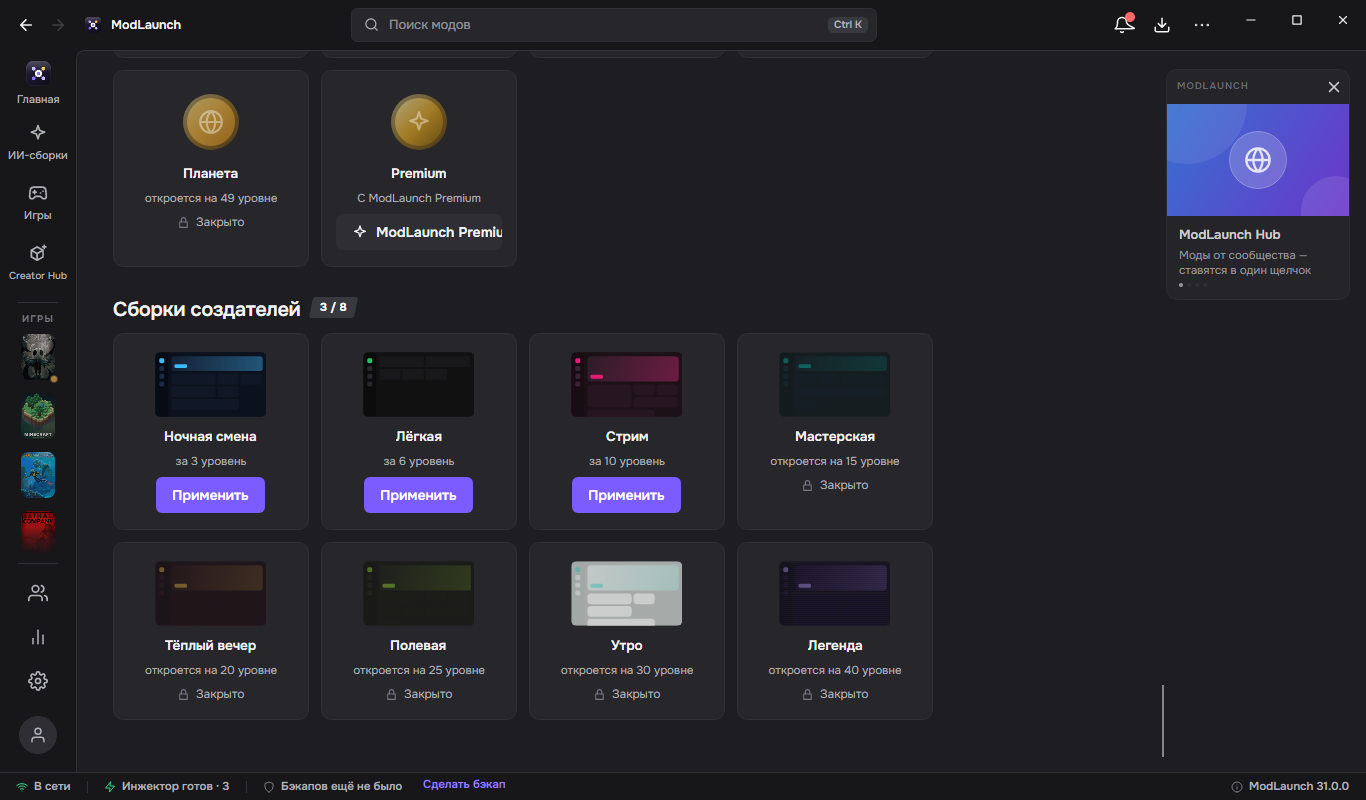 ModLaunch
Поиск модов
Ctrl K
Главная
ИИ-сборки
Игры
Creator Hub
ИГРЫ
MINECRAFT
LETHAL
COMPANY
Планета
откроется на 49 уровне
Закрыто
Premium
С ModLaunch Premium
ModLaunch Premiu
Сборки создателей
3 / 8
Ночная смена
за 3 уровень
Применить
Лёгкая
за 6 уровень
Применить
Стрим
за 10 уровень
Применить
Мастерская
откроется на 15 уровне
Закрыто
Тёплый вечер
откроется на 20 уровне
Закрыто
Полевая
откроется на 25 уровне
Закрыто
Утро
откроется на 30 уровне
Закрыто
Легенда
откроется на 40 уровне
Закрыто
MODLAUNCH
ModLaunch Hub
Моды от сообщества —
ставятся в один щелчок
В сети
Инжектор готов · 3
Бэкапов ещё не было
Сделать бэкап
ModLaunch 31.0.0